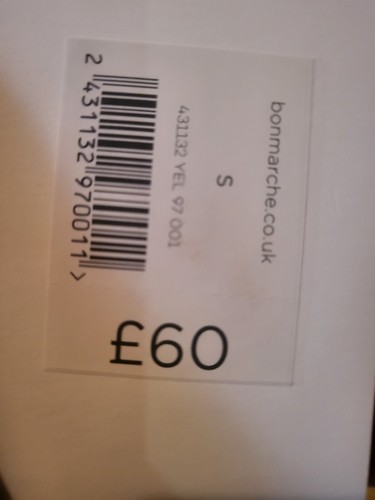 bonmarche.co.uk
S
431132 YEL 97 001
2 431132 970011 >
£60